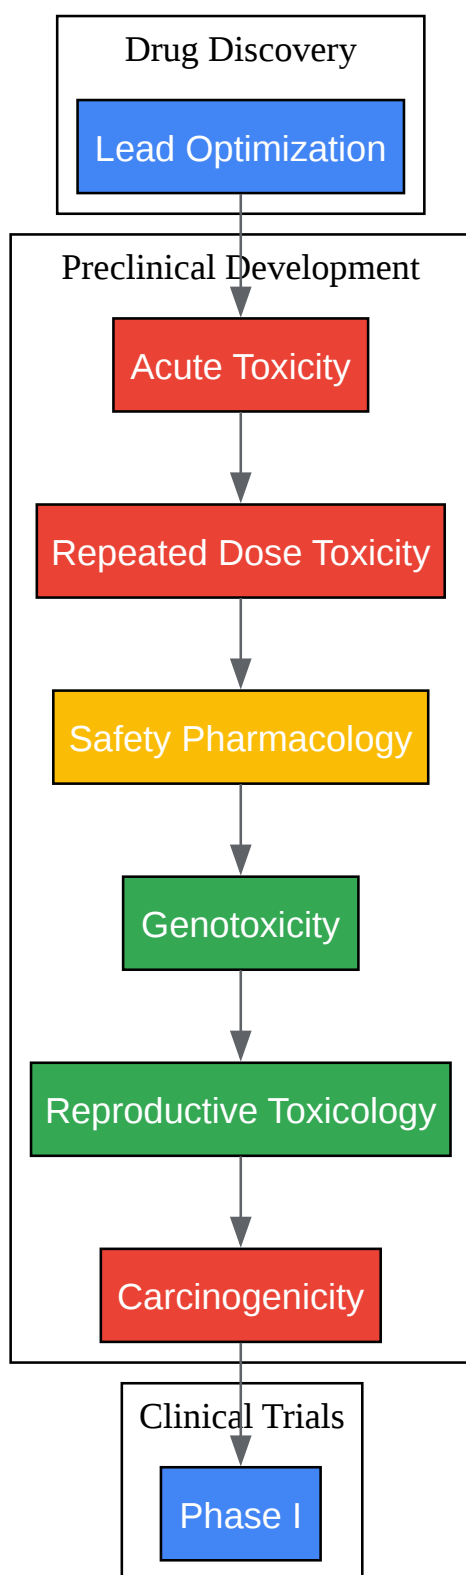 Drug Discovery
Lead Optimization
Preclinical Development
Acute Toxicity
Repeated Dose Toxicity
Safety Pharmacology
Genotoxicity
Reproductive Toxicology
Carcinogenicity
Clinical Trials
Phase I